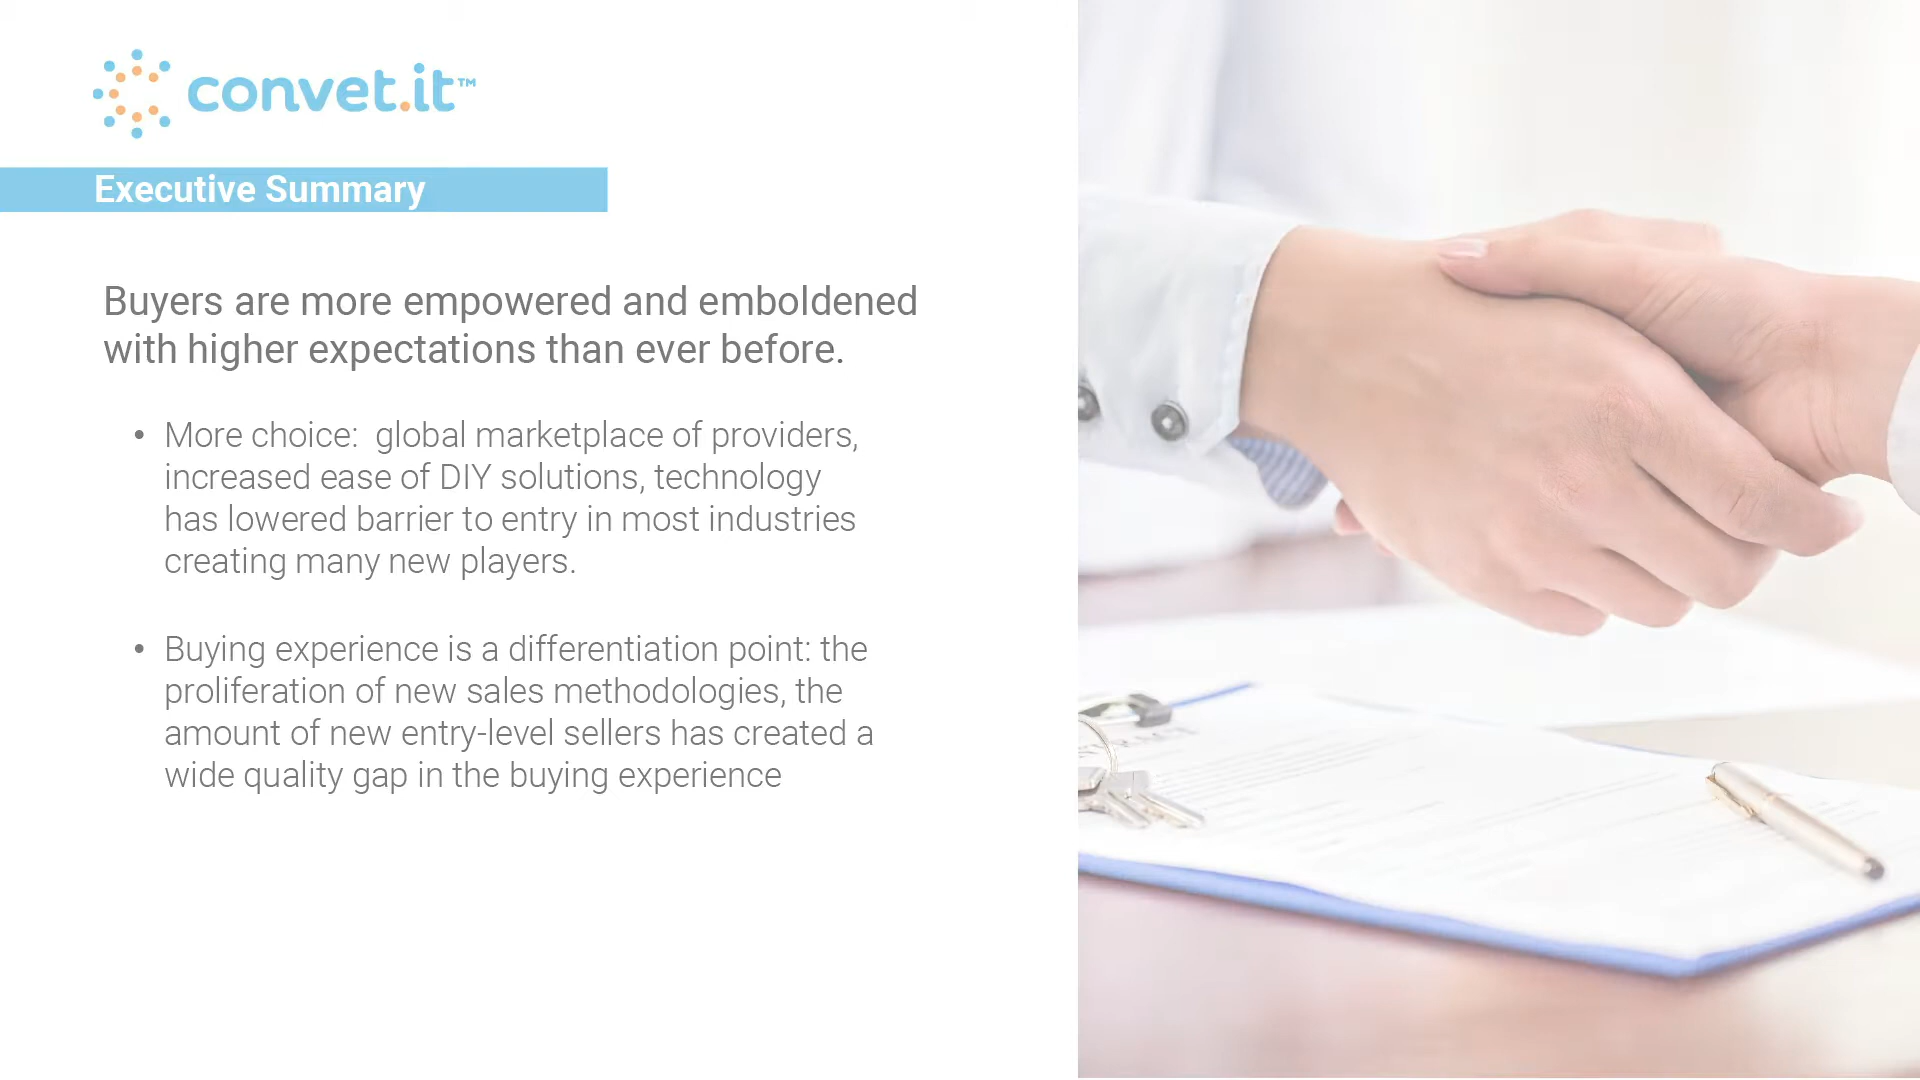 convet.it™
Executive Summary
Buyers are more empowered and emboldened
with higher expectations than ever before.
• More choice:  global marketplace of providers,
increased ease of DIY solutions, technology
has lowered barrier to entry in most industries
creating many new players.
• Buying experience is a differentiation point: the
proliferation of new sales methodologies, the
amount of new entry-level sellers has created a
wide quality gap in the buying experience